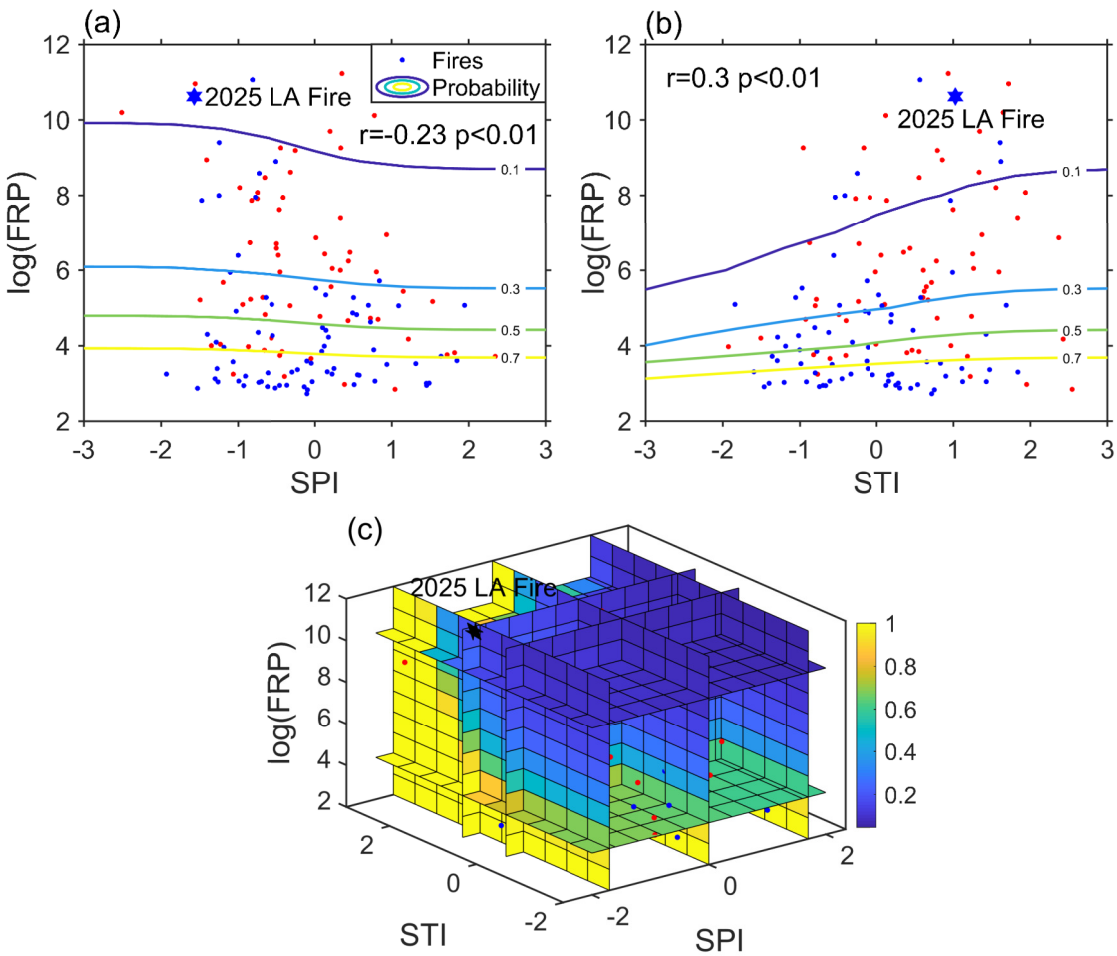 (a)
12
10
8
6
4
2
log(FRP)
Fires
Probability
2025 LA Fire
r=-0.23 p<0.01
0.1
0.3
0.5
0.7
-3 -2 -1 0 1 2 3
SPI
(b)
12
10
8
6
4
2
log(FRP)
r=0.3 p<0.01
2025 LA Fire
0.1
0.3
0.5
0.7
-3 -2 -1 0 1 2 3
STI
(c)
2025 LA Fire
12
10
8
6
4
2
log(FRP)
2
0
-2
STI
-2
0
2
SPI
1
0.8
0.6
0.4
0.2